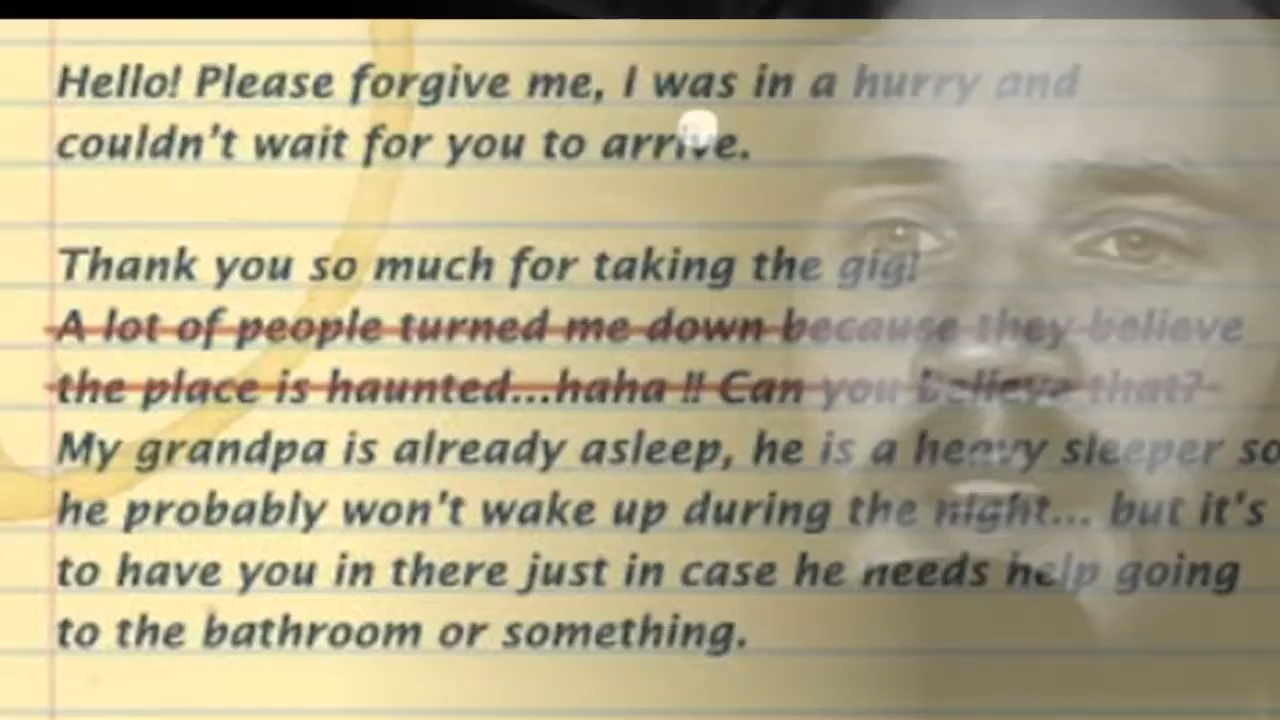 Hello! Please forgive me, I was in a hurry and
couldn't wait for you to arrive.
Thank you so much for taking the gig!
A lot of people turned me down because they believe
the place is haunted...haha !! Can you believe that?
My grandpa is already asleep, he is a heavy sleeper so
he probably won't wake up during the night... but it's
to have you in there just in case he needs help going
to the bathroom or something.